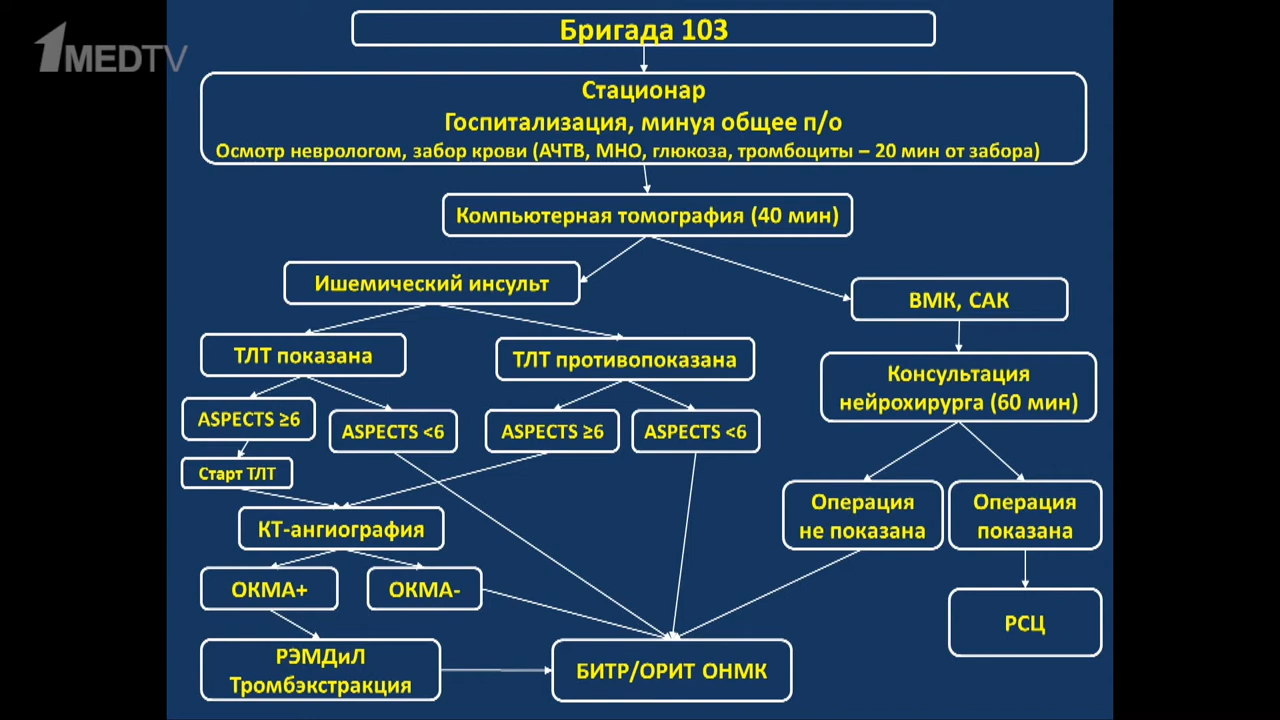 1MEDTV
Бригада 103
Стационар
Госпитализация, минуя общее п/о
Осмотр неврологом, забор крови (АЧТВ, МНО, глюкоза, тромбоциты – 20 мин от забора)
Компьютерная томография (40 мин)
Ишемический инсульт
ВМК, САК
ТЛТ показана
ТЛТ противопоказана
Консультация
нейрохирурга (60 мин)
ASPECTS ≥6
ASPECTS <6
ASPECTS ≥6
ASPECTS <6
Старт ТЛТ
КТ-ангиография
Операция
не показана
Операция
показана
ОКМА+
ОКМА-
РСЦ
РЭМДиЛ
Тромбэкстракция
БИТР/ОРИТ ОНМК